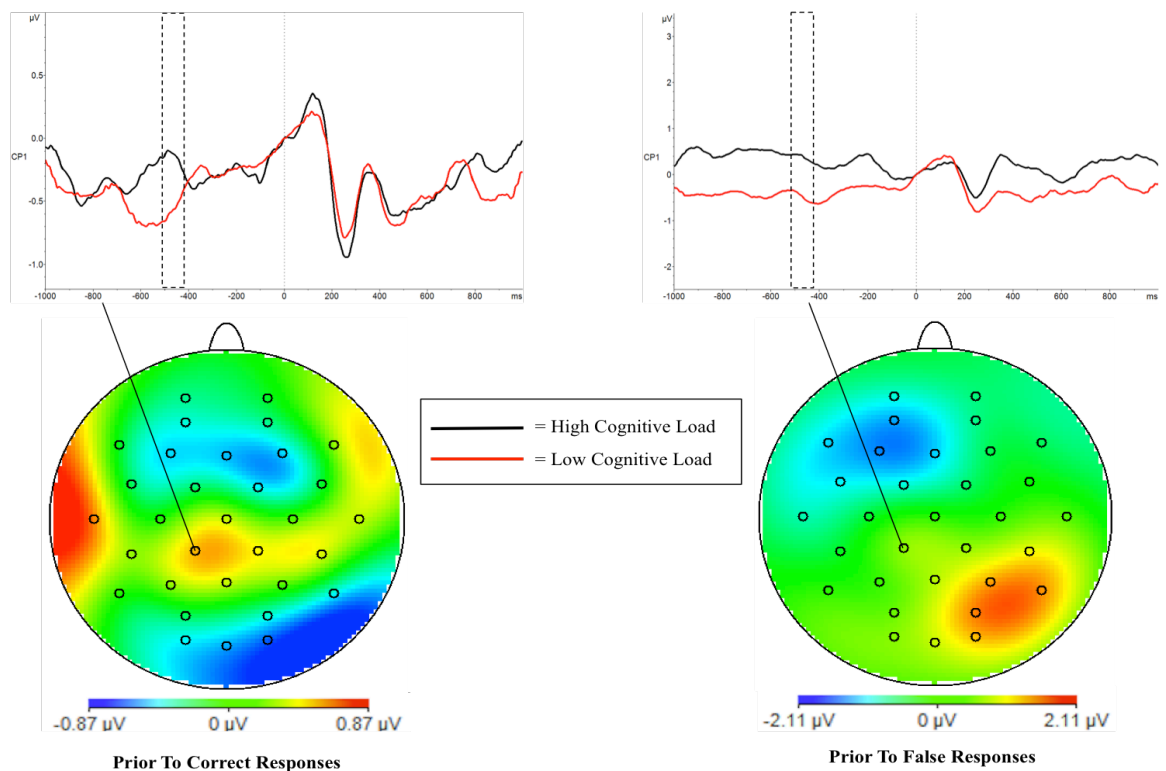 µV
0.5
0.0
CP1
-0.5
-1.0
-1000 -800 -600 -400 -200 0 200 400 600 800 ms
µV
3
2
1
CP1
0
-1
-2
-1000 -800 -600 -400 -200 0 200 400 600 800 ms
= High Cognitive Load
= Low Cognitive Load
-0.87 µV 0 µV 0.87 µV
-2.11 µV 0 µV 2.11 µV
Prior To Correct Responses
Prior To False Responses